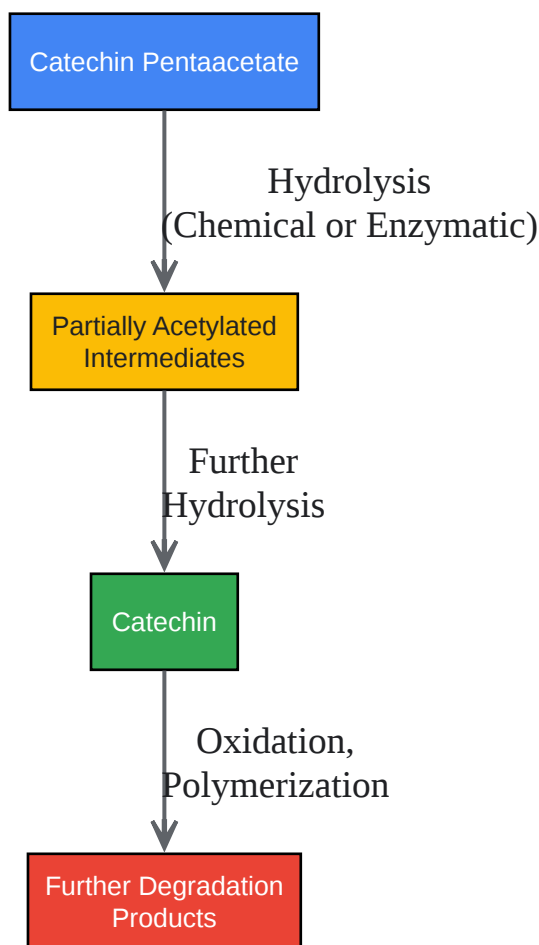 Catechin Pentaacetate
Hydrolysis
(Chemical or Enzymatic)
Partially Acetylated
Intermediates
Further
Hydrolysis
Catechin
Oxidation,
Polymerization
Further Degradation
Products